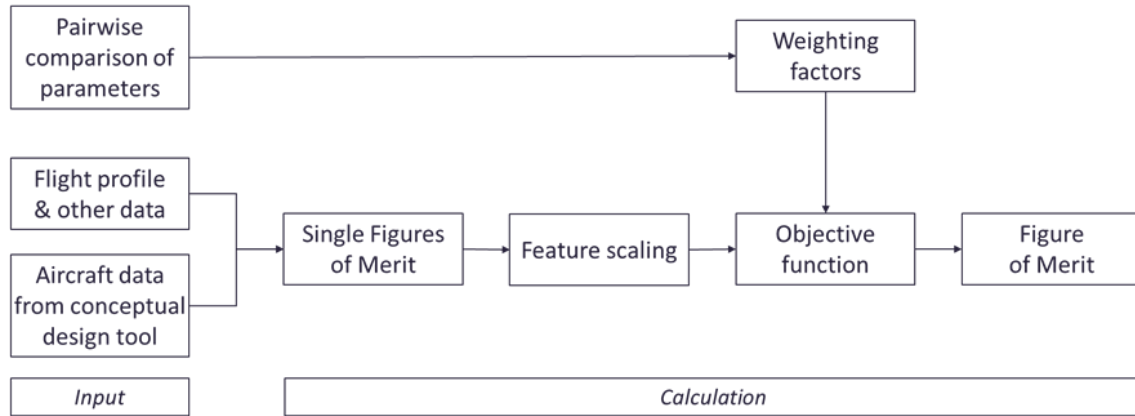 Pairwise
comparison of
parameters
Weighting
factors
Flight profile
& other data
Single Figures
of Merit
Feature scaling
Objective
function
Figure
of Merit
Aircraft data
from conceptual
design tool
Input
Calculation